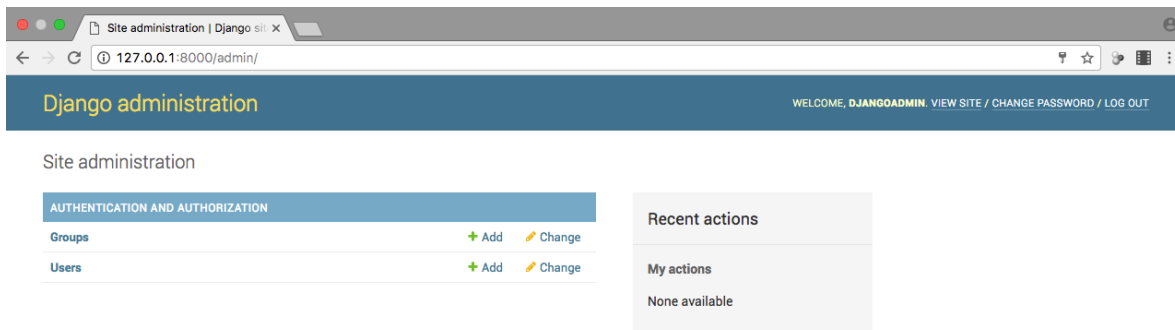 Site administration | Django sit
127.0.0.1:8000/admin/
Django administration
WELCOME, DJANGOADMIN. VIEW SITE / CHANGE PASSWORD / LOG OUT
Site administration
AUTHENTICATION AND AUTHORIZATION
Groups + Add Change
Users + Add Change
Recent actions
My actions
None available